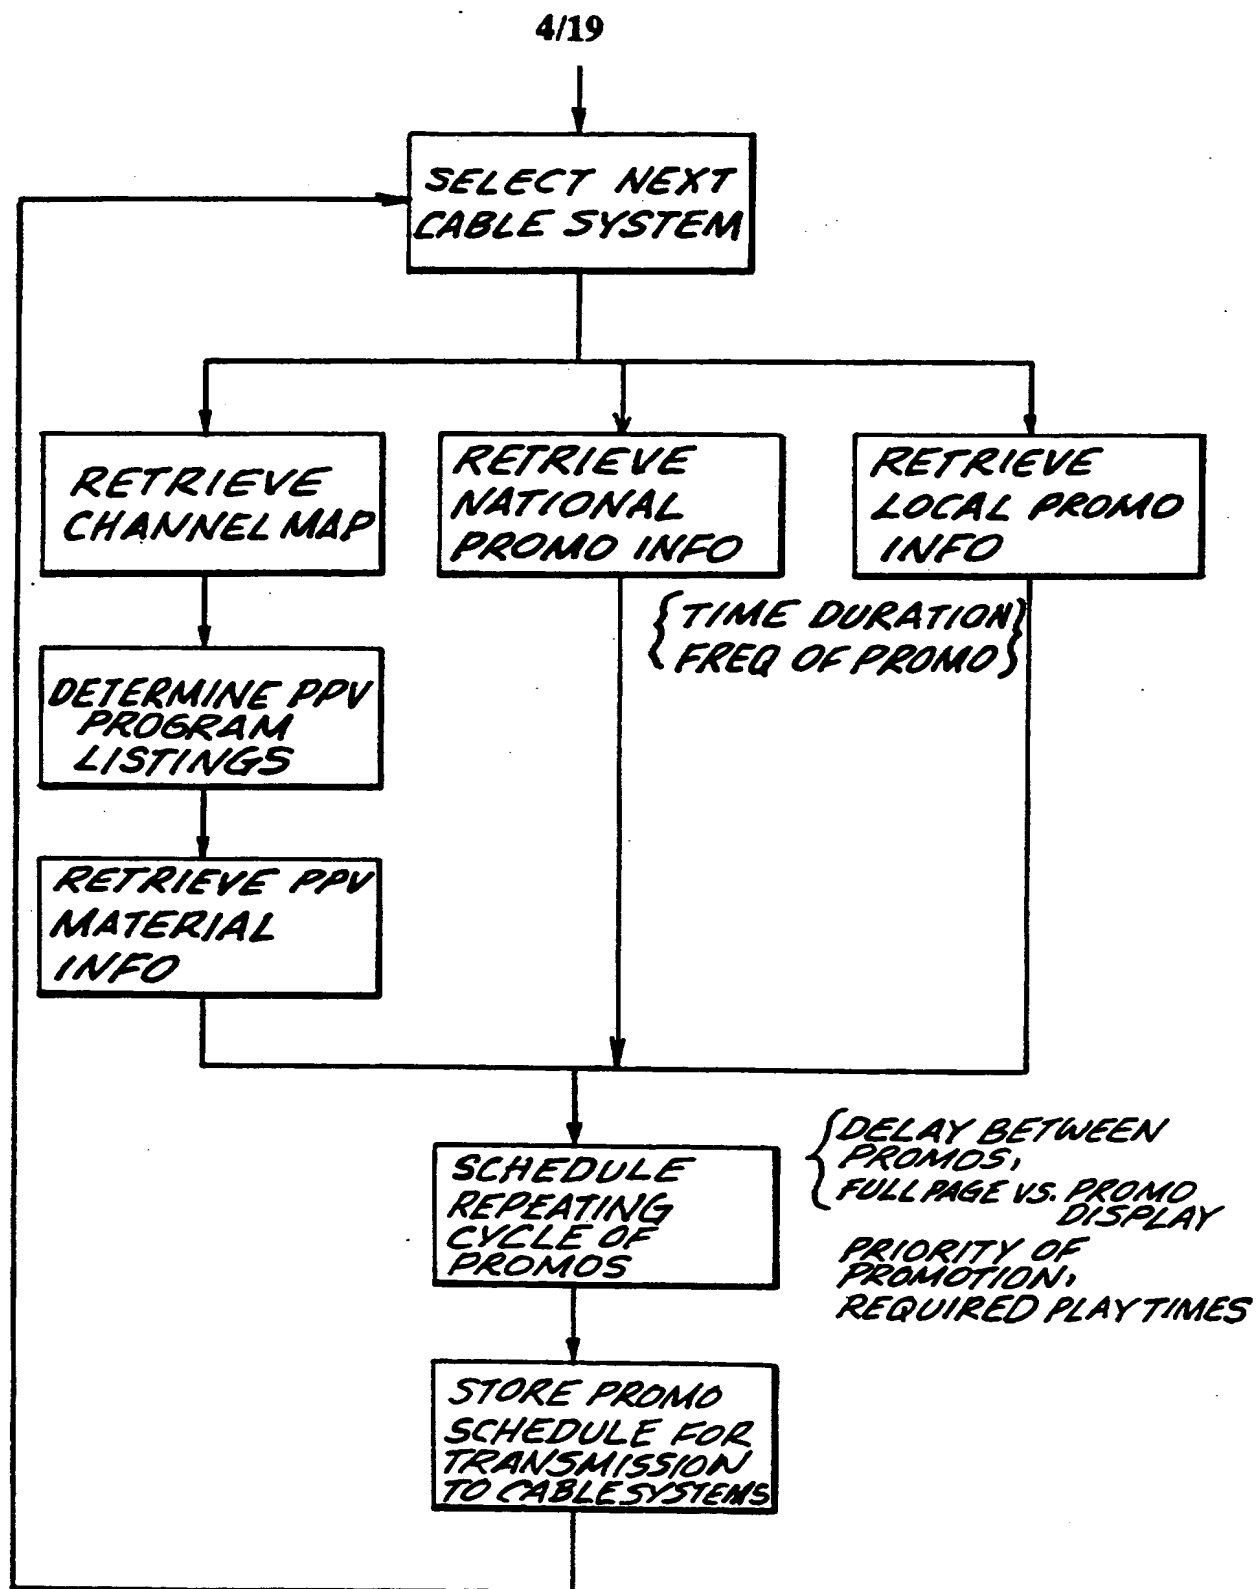 4/19
SELECT NEXT
CABLE SYSTEM
RETRIEVE
CHANNEL MAP
RETRIEVE
NATIONAL
PROMO INFO
RETRIEVE
LOCAL PROMO
INFO
{TIME DURATION}
{FREQ OF PROMO}
DETERMINE PPV
PROGRAM
LISTINGS
RETRIEVE PPV
MATERIAL
INFO
SCHEDULE
REPEATING
CYCLE OF
PROMOS
{DELAY BETWEEN
PROMOS,
FULL PAGE VS. PROMO
DISPLAY
PRIORITY OF
PROMOTION,
REQUIRED PLAY TIMES
STORE PROMO
SCHEDULE FOR
TRANSMISSION
TO CABLE SYSTEMS